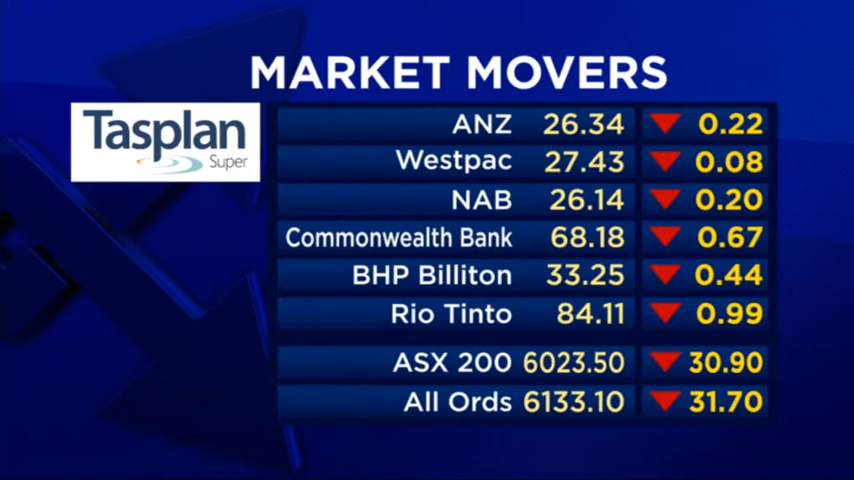 MARKET MOVERS
Tasplan
Super
ANZ 26.34 ▼ 0.22
Westpac 27.43 ▼ 0.08
NAB 26.14 ▼ 0.20
Commonwealth Bank 68.18 ▼ 0.67
BHP Billiton 33.25 ▼ 0.44
Rio Tinto 84.11 ▼ 0.99
ASX 200 6023.50 ▼ 30.90
All Ords 6133.10 ▼ 31.70